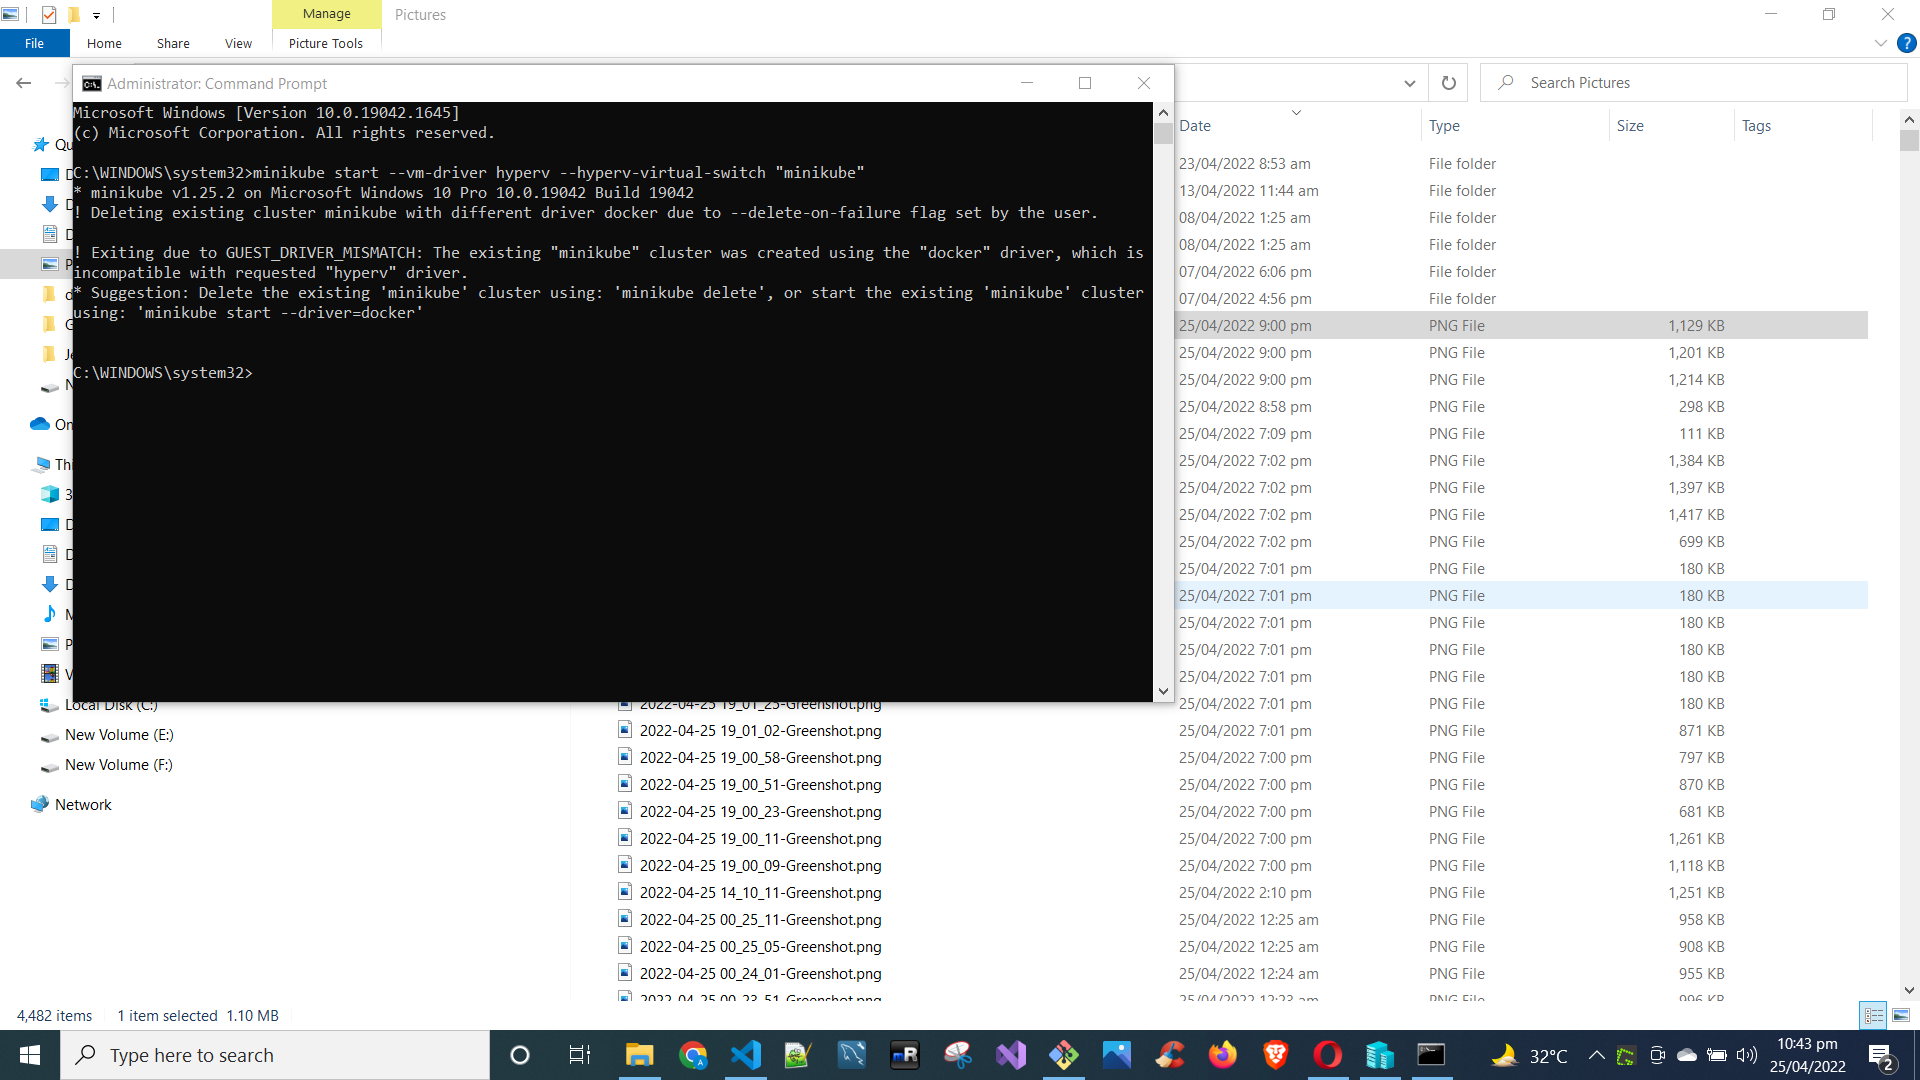 Manage
Pictures
File
Home
Share
View
Picture Tools
Administrator: Command Prompt
Search Pictures
Microsoft Windows [Version 10.0.19042.1645]
(c) Microsoft Corporation. All rights reserved.
C:\WINDOWS\system32>minikube start --vm-driver hyperv --hyperv-virtual-switch "minikube"
* minikube v1.25.2 on Microsoft Windows 10 Pro 10.0.19042 Build 19042
! Deleting existing cluster minikube with different driver docker due to --delete-on-failure flag set by the user.
! Exiting due to GUEST_DRIVER_MISMATCH: The existing "minikube" cluster was created using the "docker" driver, which is
incompatible with requested "hyperv" driver.
* Suggestion: Delete the existing 'minikube' cluster using: 'minikube delete', or start the existing 'minikube' cluster
using: 'minikube start --driver=docker'
C:\WINDOWS\system32>
Date Type Size Tags
23/04/2022 8:53 am File folder
13/04/2022 11:44 am File folder
08/04/2022 1:25 am File folder
08/04/2022 1:25 am File folder
07/04/2022 6:06 pm File folder
07/04/2022 4:56 pm File folder
25/04/2022 9:00 pm PNG File 1,129 KB
25/04/2022 9:00 pm PNG File 1,201 KB
25/04/2022 9:00 pm PNG File 1,214 KB
25/04/2022 8:58 pm PNG File 298 KB
25/04/2022 7:09 pm PNG File 111 KB
25/04/2022 7:02 pm PNG File 1,384 KB
25/04/2022 7:02 pm PNG File 1,397 KB
25/04/2022 7:02 pm PNG File 1,417 KB
25/04/2022 7:02 pm PNG File 699 KB
25/04/2022 7:01 pm PNG File 180 KB
25/04/2022 7:01 pm PNG File 180 KB
25/04/2022 7:01 pm PNG File 180 KB
25/04/2022 7:01 pm PNG File 180 KB
25/04/2022 7:01 pm PNG File 180 KB
2022-04-25 19_01_25-Greenshot.png 25/04/2022 7:01 pm PNG File 180 KB
2022-04-25 19_01_02-Greenshot.png 25/04/2022 7:01 pm PNG File 871 KB
2022-04-25 19_00_58-Greenshot.png 25/04/2022 7:00 pm PNG File 797 KB
2022-04-25 19_00_51-Greenshot.png 25/04/2022 7:00 pm PNG File 870 KB
2022-04-25 19_00_23-Greenshot.png 25/04/2022 7:00 pm PNG File 681 KB
2022-04-25 19_00_11-Greenshot.png 25/04/2022 7:00 pm PNG File 1,261 KB
2022-04-25 19_00_09-Greenshot.png 25/04/2022 7:00 pm PNG File 1,118 KB
2022-04-25 14_10_11-Greenshot.png 25/04/2022 2:10 pm PNG File 1,251 KB
2022-04-25 00_25_11-Greenshot.png 25/04/2022 12:25 am PNG File 958 KB
2022-04-25 00_25_05-Greenshot.png 25/04/2022 12:25 am PNG File 908 KB
2022-04-25 00_24_01-Greenshot.png 25/04/2022 12:24 am PNG File 955 KB
2022-04-25 00_23_51-Greenshot.png 25/04/2022 12:23 am PNG File 996 KB
Local Disk (C:)
New Volume (E:)
New Volume (F:)
Network
4,482 items
1 item selected 1.10 MB
Type here to search
mR
32°C
10:43 pm
25/04/2022
2